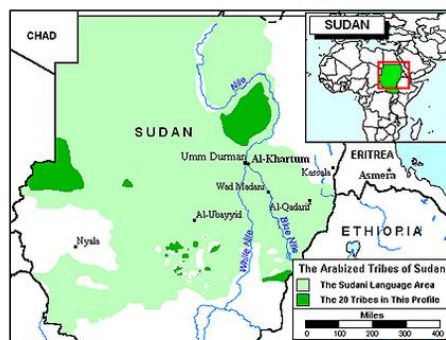 SUDAN
CHAD
Nile
SUDAN
Umm Durman
Al-Khartum
Kassala
ERITREA
Asmera
Wad Madani
Al-Qadarif
Al-Ubayyid
Nyala
White Nile
Blue Nile
ETHIOPIA
The Arabized Tribes of Sudan
The Sudani Language Area
The 20 Tribes in This Profile
Miles
0 100 200 300 400